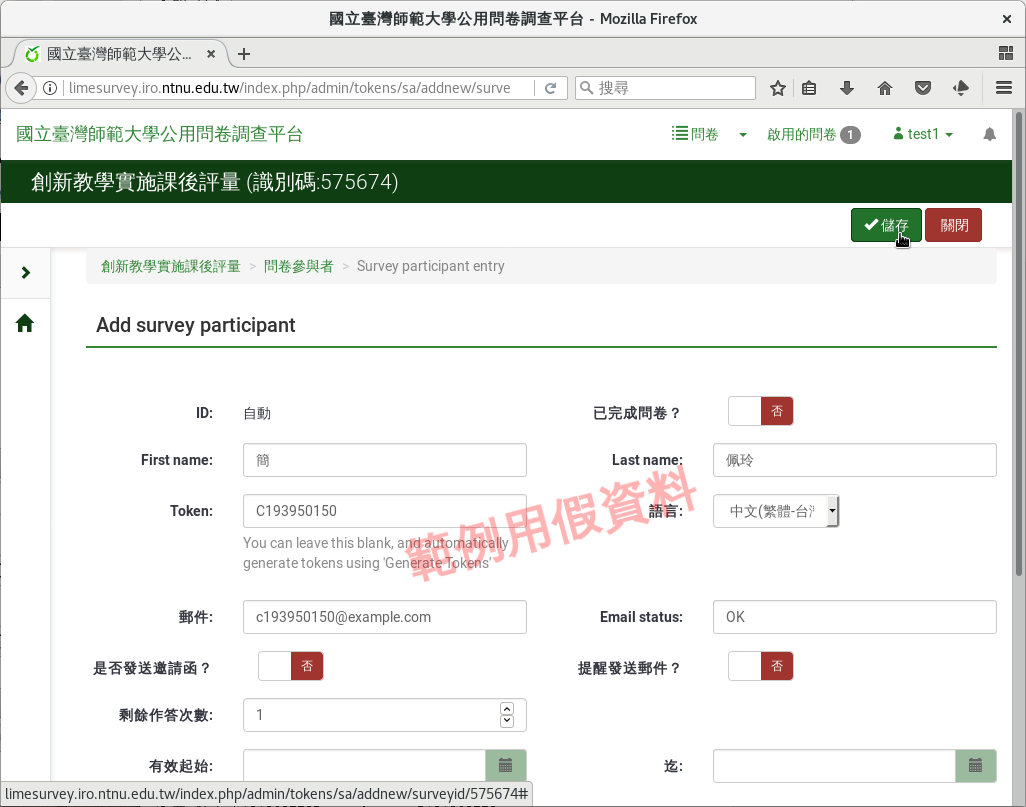 國立臺灣師範大學公用問卷調查平台 - Mozilla Firefox
國立臺灣師範大學公...
limesurvey.iro.ntnu.edu.tw/index.php/admin/tokens/sa/addnew/surve
搜尋
國立臺灣師範大學公用問卷調查平台
問卷
啟用的問卷 1
test1
創新教學實施課後評量 (識別碼:575674)
儲存
關閉
創新教學實施課後評量 > 問卷參與者 > Survey participant entry
Add survey participant
ID: 自動
已完成問卷？ 否
First name: 簡
Last name: 佩玲
Token: C193950150
語言: 中文(繁體-台
You can leave this blank, and automatically
generate tokens using 'Generate Tokens'
範例用假資料
郵件: c193950150@example.com
Email status: OK
是否發送邀請函？ 否
提醒發送郵件？ 否
剩餘作答次數: 1
有效起始:
迄:
limesurvey.iro.ntnu.edu.tw/index.php/admin/tokens/sa/addnew/surveyid/575674#